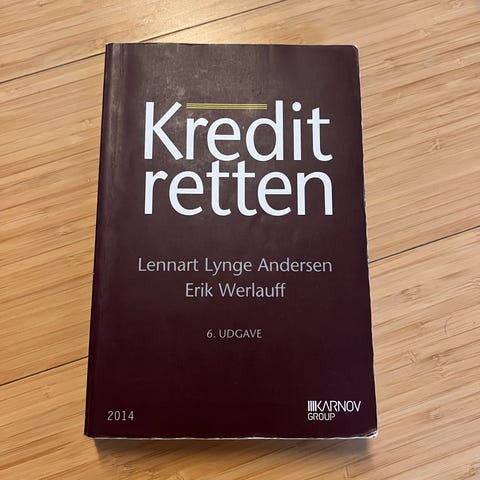 Kredit
retten
Lennart Lynge Andersen
Erik Werlauff
6. UDGAVE
2014
KARNOV
GROUP